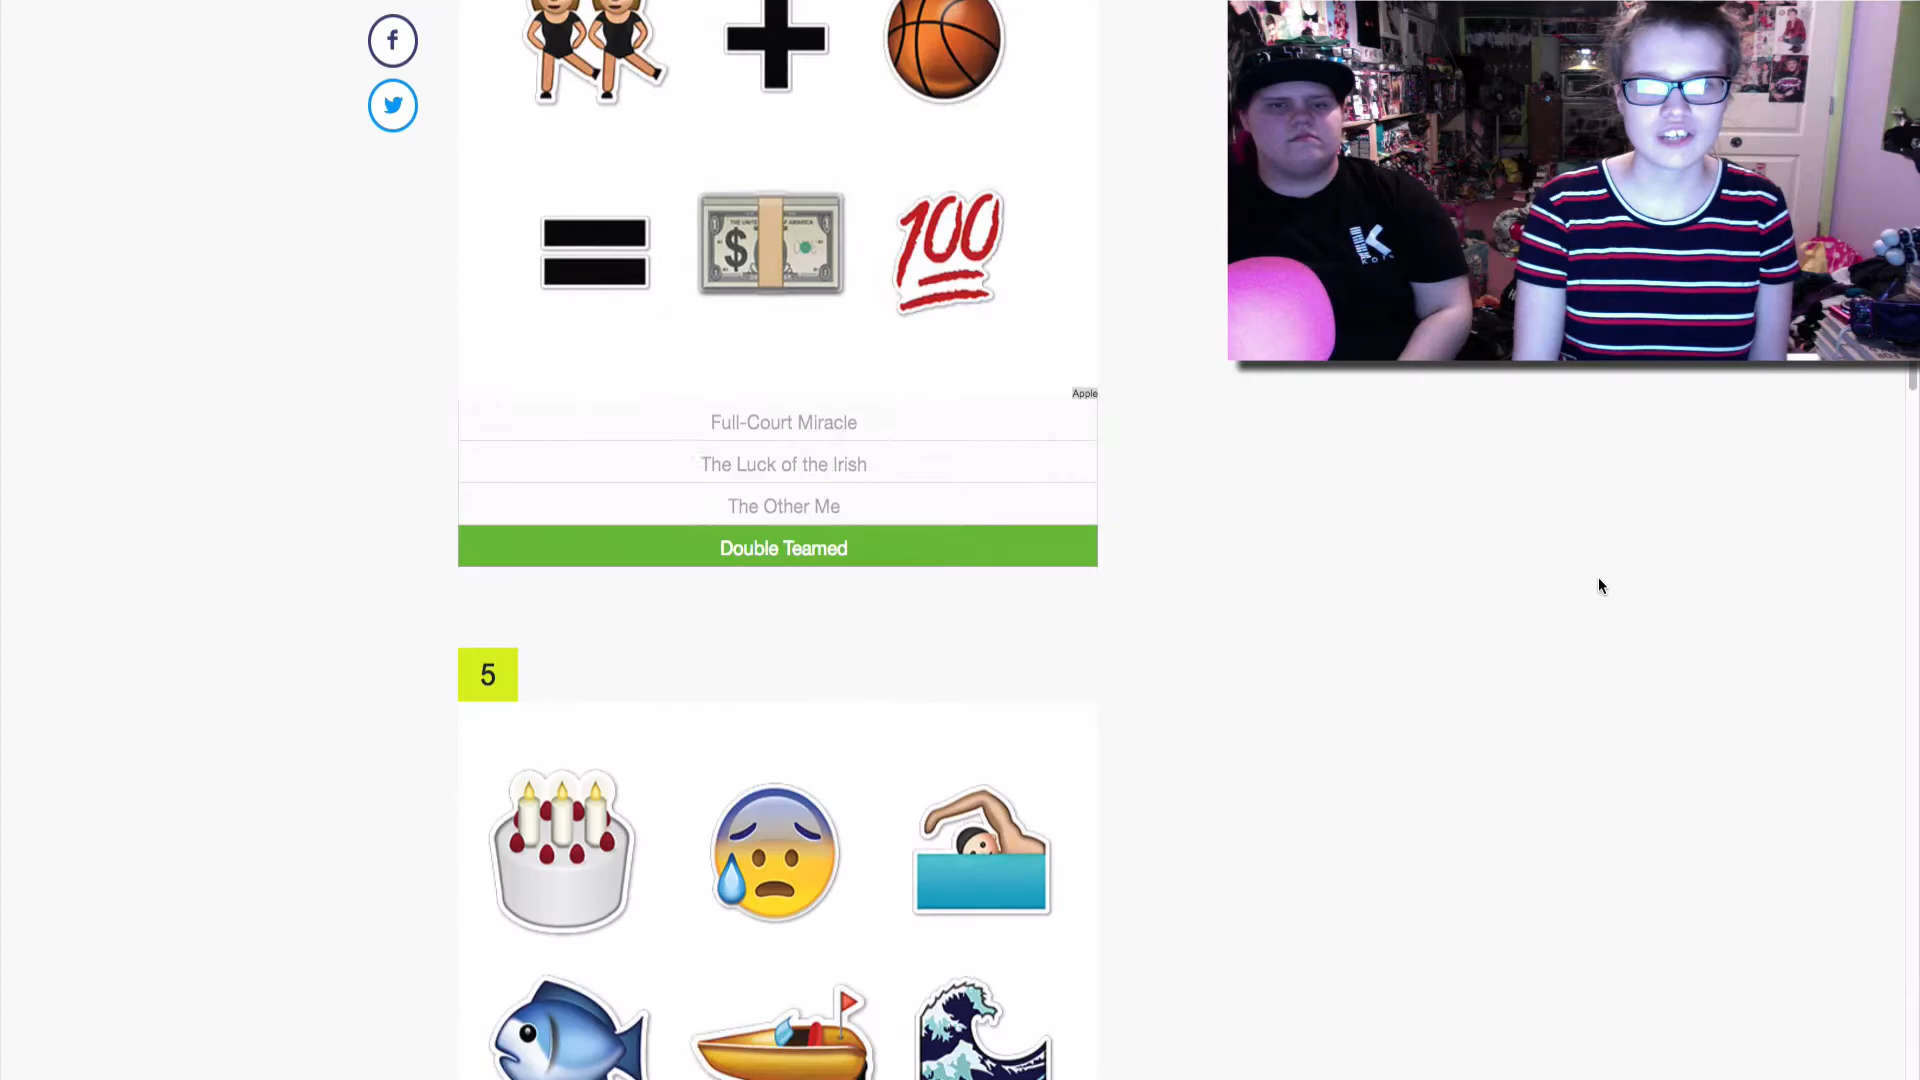 100
Apple
Full-Court Miracle
The Luck of the Irish
The Other Me
Double Teamed
5